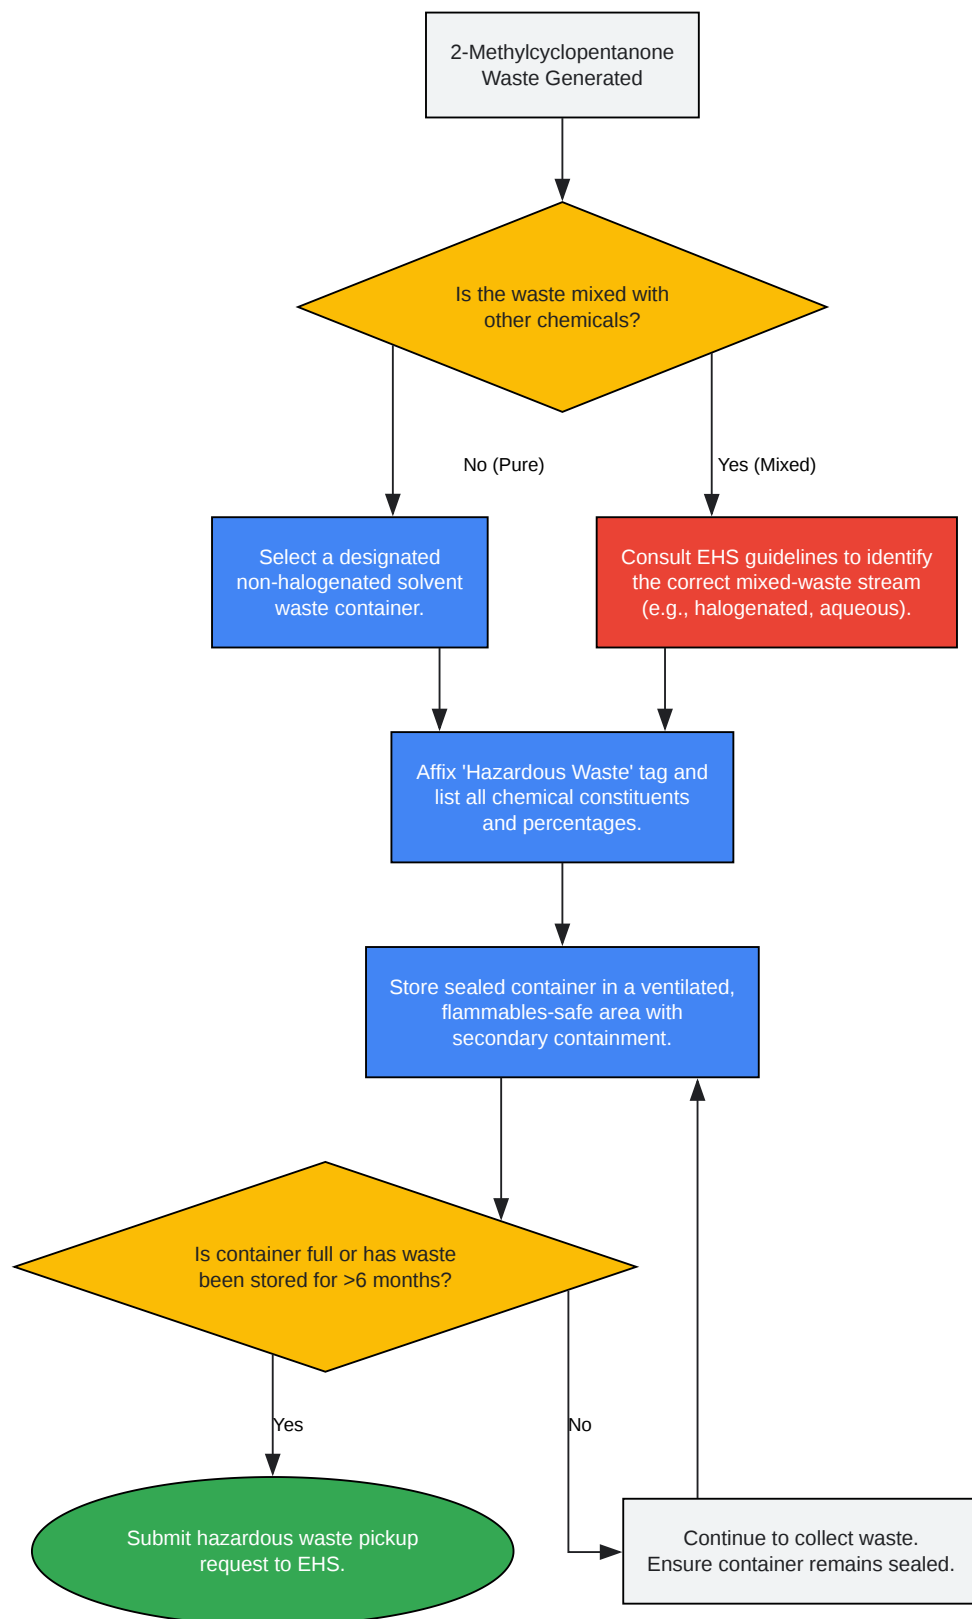 2-Methylcyclopentanone
Waste Generated
Is the waste mixed with
other chemicals?
No (Pure)
Yes (Mixed)
Select a designated
non-halogenated solvent
waste container.
Consult EHS guidelines to identify
the correct mixed-waste stream
(e.g., halogenated, aqueous).
Affix 'Hazardous Waste' tag and
list all chemical constituents
and percentages.
Store sealed container in a ventilated,
flammables-safe area with
secondary containment.
Is container full or has waste
been stored for >6 months?
Yes
No
Submit hazardous waste pickup
request to EHS.
Continue to collect waste.
Ensure container remains sealed.